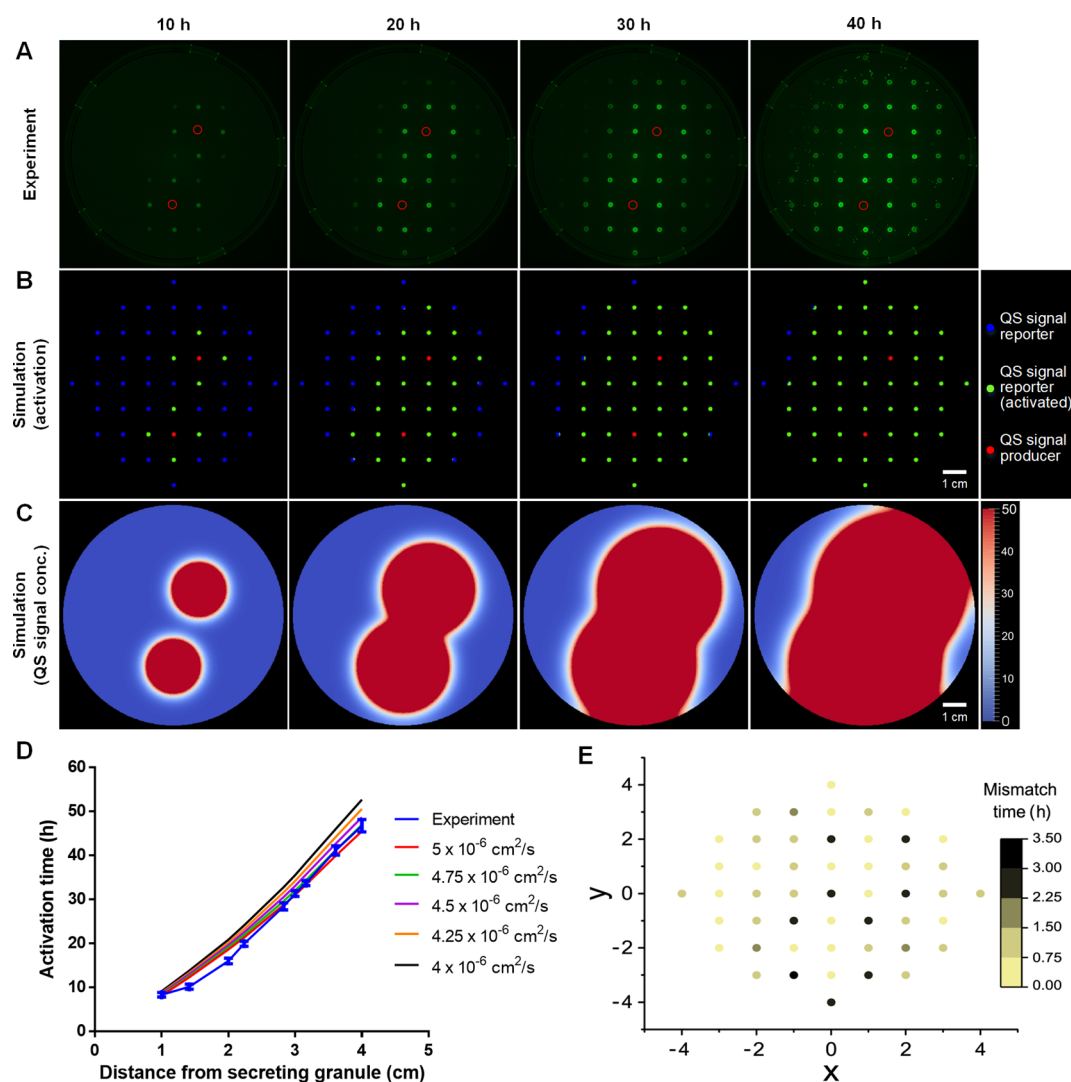 10 h 20 h 30 h 40 h
A
Experiment
B
Simulation
(activation)
QS signal
reporter
QS signal
reporter
(activated)
QS signal
producer
1 cm
C
Simulation
(QS signal conc.)
50
40
30
20
10
0
1 cm
D
Activation time (h)
60
50
40
30
20
10
0
0 1 2 3 4 5
Distance from secreting granule (cm)
Experiment
5 x 10⁻⁶ cm²/s
4.75 x 10⁻⁶ cm²/s
4.5 x 10⁻⁶ cm²/s
4.25 x 10⁻⁶ cm²/s
4 x 10⁻⁶ cm²/s
E
y
4
2
0
-2
-4
-4 -2 0 2 4
X
Mismatch
time (h)
3.50
3.00
2.25
1.50
0.75
0.00